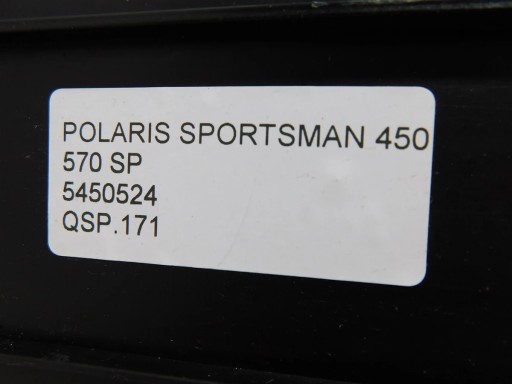 POLARIS SPORTSMAN 450
570 SP
5450524
QSP.171